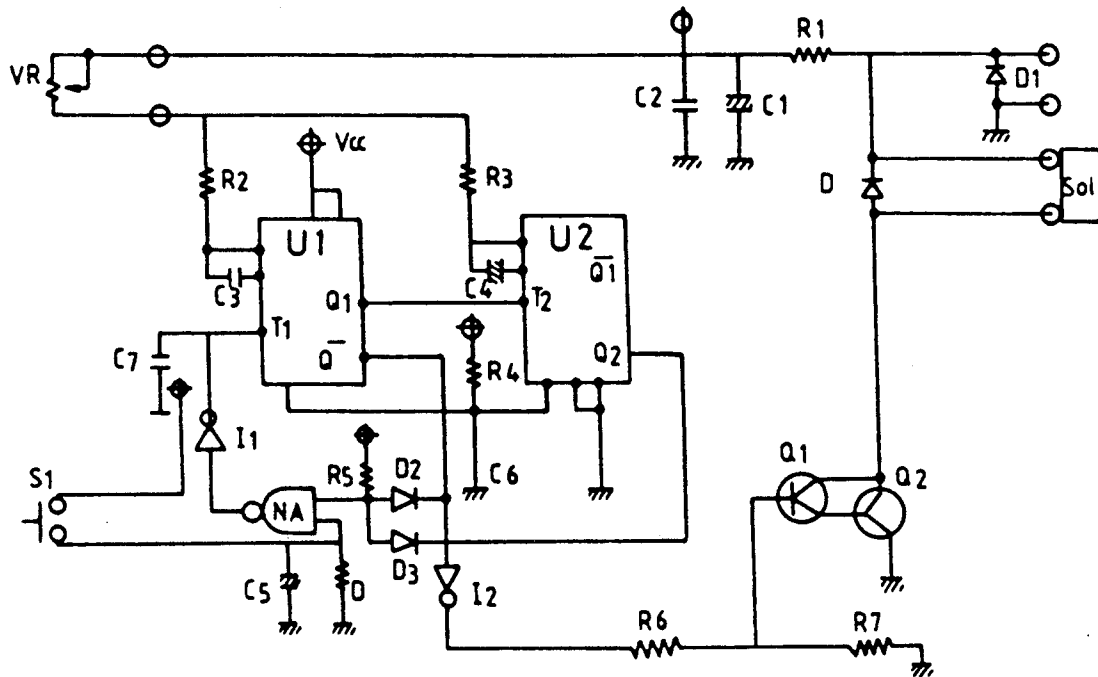 R1
VR
C2
C1
D1
Vcc
R2
R3
D
Sol
U1
U2
Q1
C3
C4
Q1
T2
T1
Q
Q2
C7
R4
I1
R5
D2
C6
Q1
Q2
S1
NA
D3
C5
D
I2
R6
R7